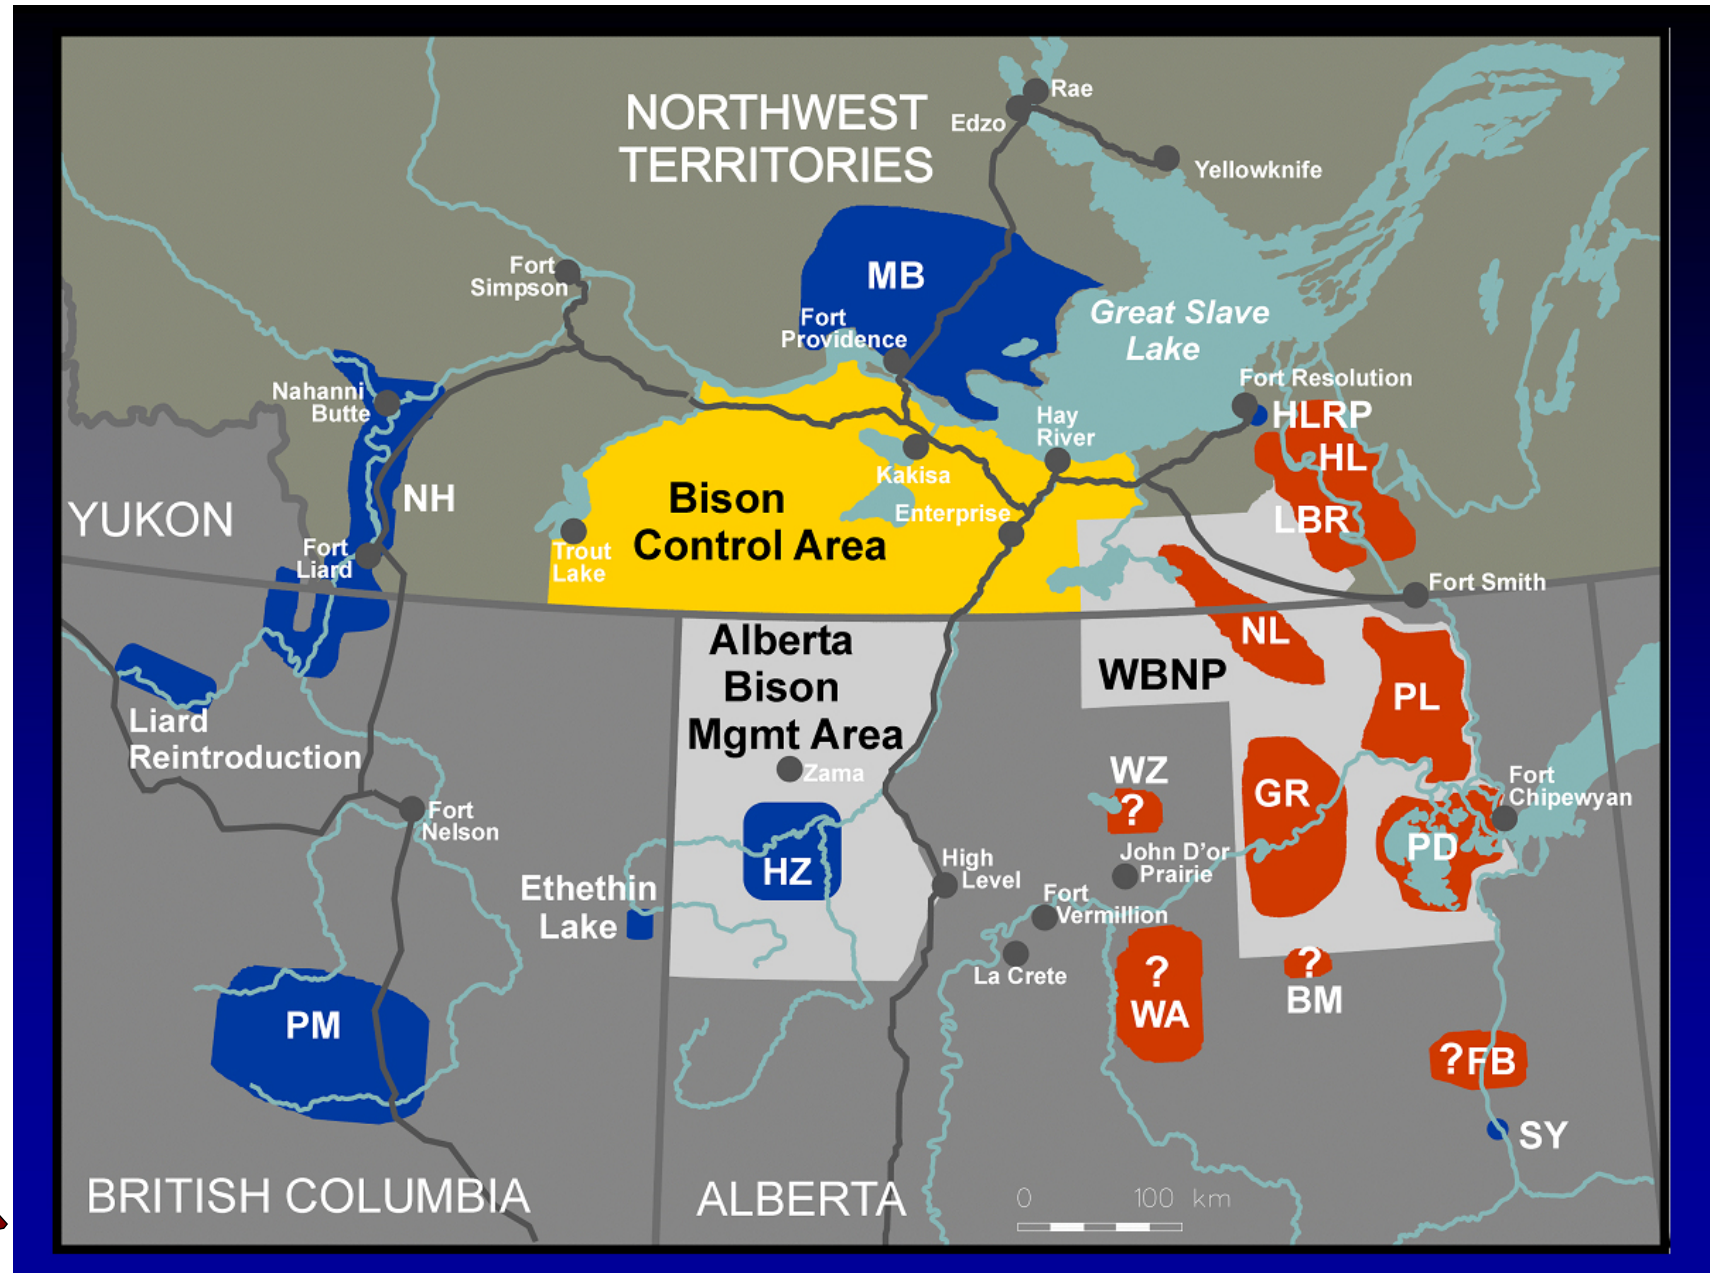 NORTHWEST
TERRITORIES
Rae
Edzo
Yellowknife
Fort
Simpson
MB
Fort
Providence
Great Slave
Lake
Nahanni
Butte
Fort Resolution
HLRP
HL
LBR
Hay
River
Kakisa
Enterprise
NH
YUKON
Bison
Control Area
Fort
Liard
Trout
Lake
Fort Smith
Alberta
Bison
Mgmt Area
NL
WBNP
PL
Liard
Reintroduction
Zama
WZ
?
GR
Fort
Chipewyan
Fort
Nelson
PD
HZ
High
Level
John D'or
Prairie
Ethethin
Lake
Fort
Vermillion
La Crete
?
WA
?
BM
PM
?FB
SY
BRITISH COLUMBIA
ALBERTA
0 100 km